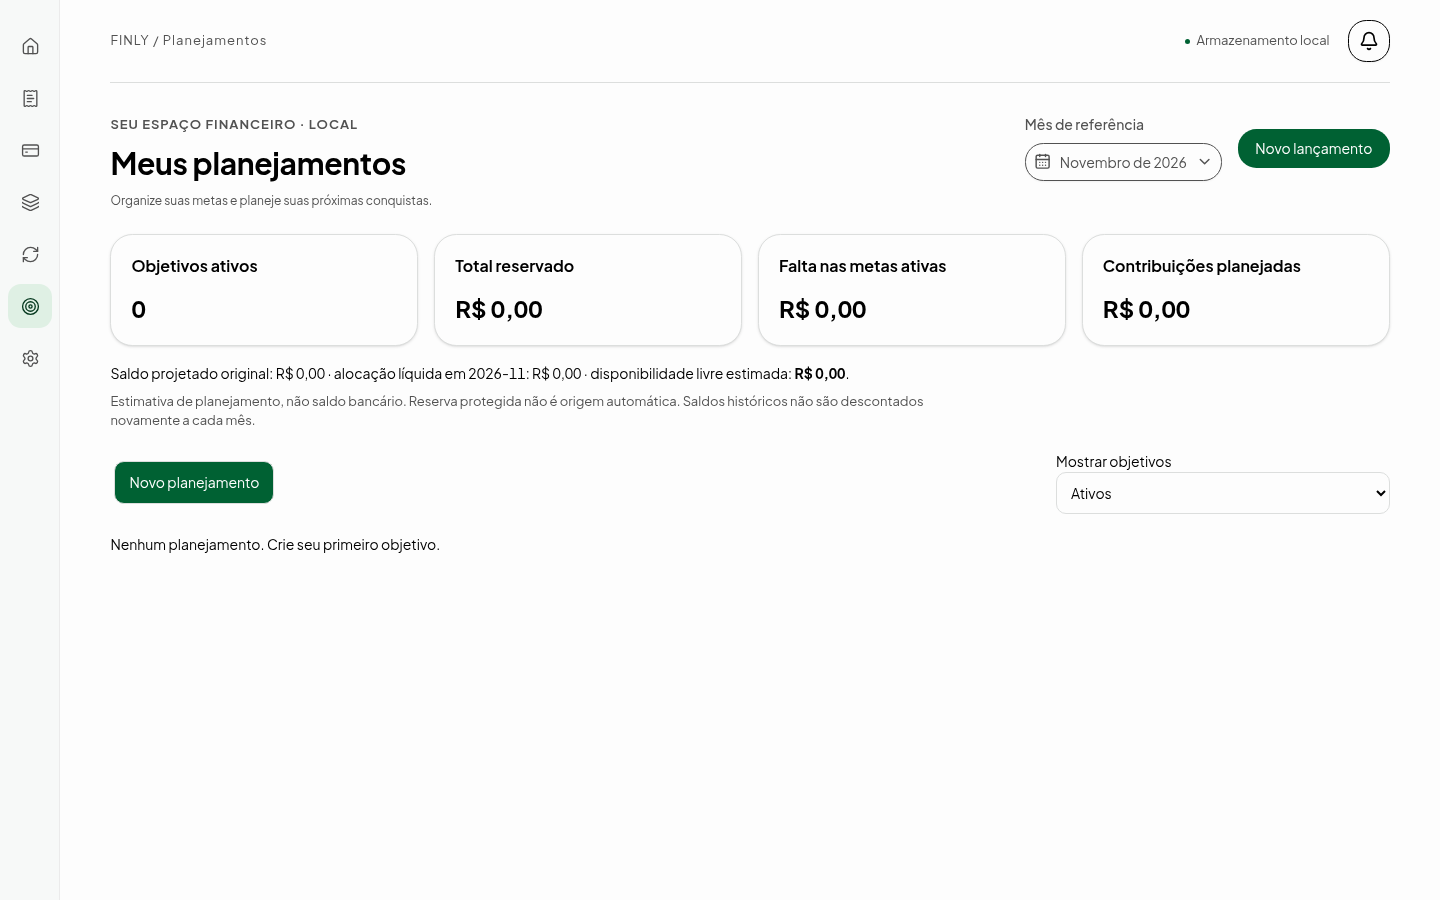 FINLY / Planejamentos
Armazenamento local
SEU ESPAÇO FINANCEIRO · LOCAL
Meus planejamentos
Organize suas metas e planeje suas próximas conquistas.
Mês de referência
Novembro de 2026
Novo lançamento
Objetivos ativos
0
Total reservado
R$ 0,00
Falta nas metas ativas
R$ 0,00
Contribuições planejadas
R$ 0,00
Saldo projetado original: R$ 0,00 · alocação líquida em 2026-11: R$ 0,00 · disponibilidade livre estimada: R$ 0,00.
Estimativa de planejamento, não saldo bancário. Reserva protegida não é origem automática. Saldos históricos não são descontados
novamente a cada mês.
Novo planejamento
Mostrar objetivos
Ativos
Nenhum planejamento. Crie seu primeiro objetivo.